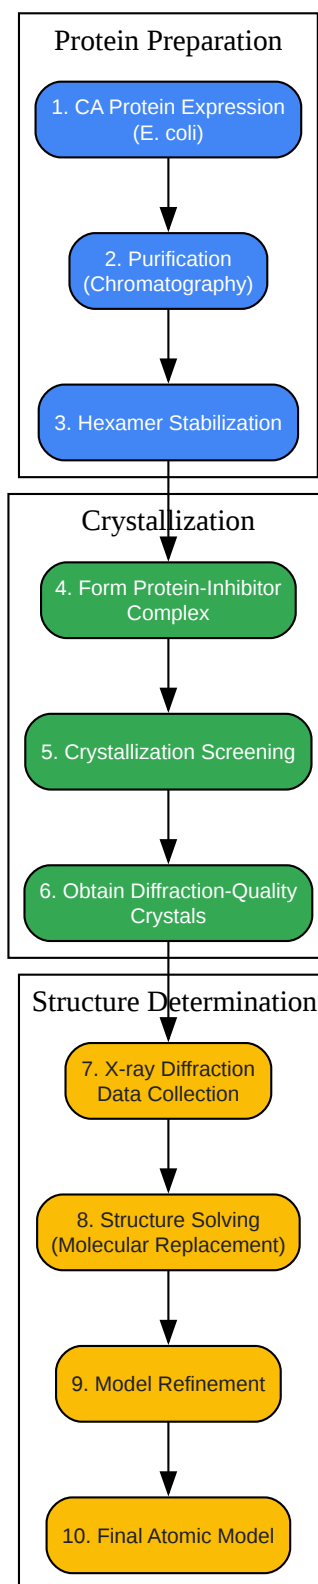 Protein Preparation
1. CA Protein Expression
(E. coli)
2. Purification
(Chromatography)
3. Hexamer Stabilization
Crystallization
4. Form Protein-Inhibitor
Complex
5. Crystallization Screening
6. Obtain Diffraction-Quality
Crystals
Structure Determination
7. X-ray Diffraction
Data Collection
8. Structure Solving
(Molecular Replacement)
9. Model Refinement
10. Final Atomic Model